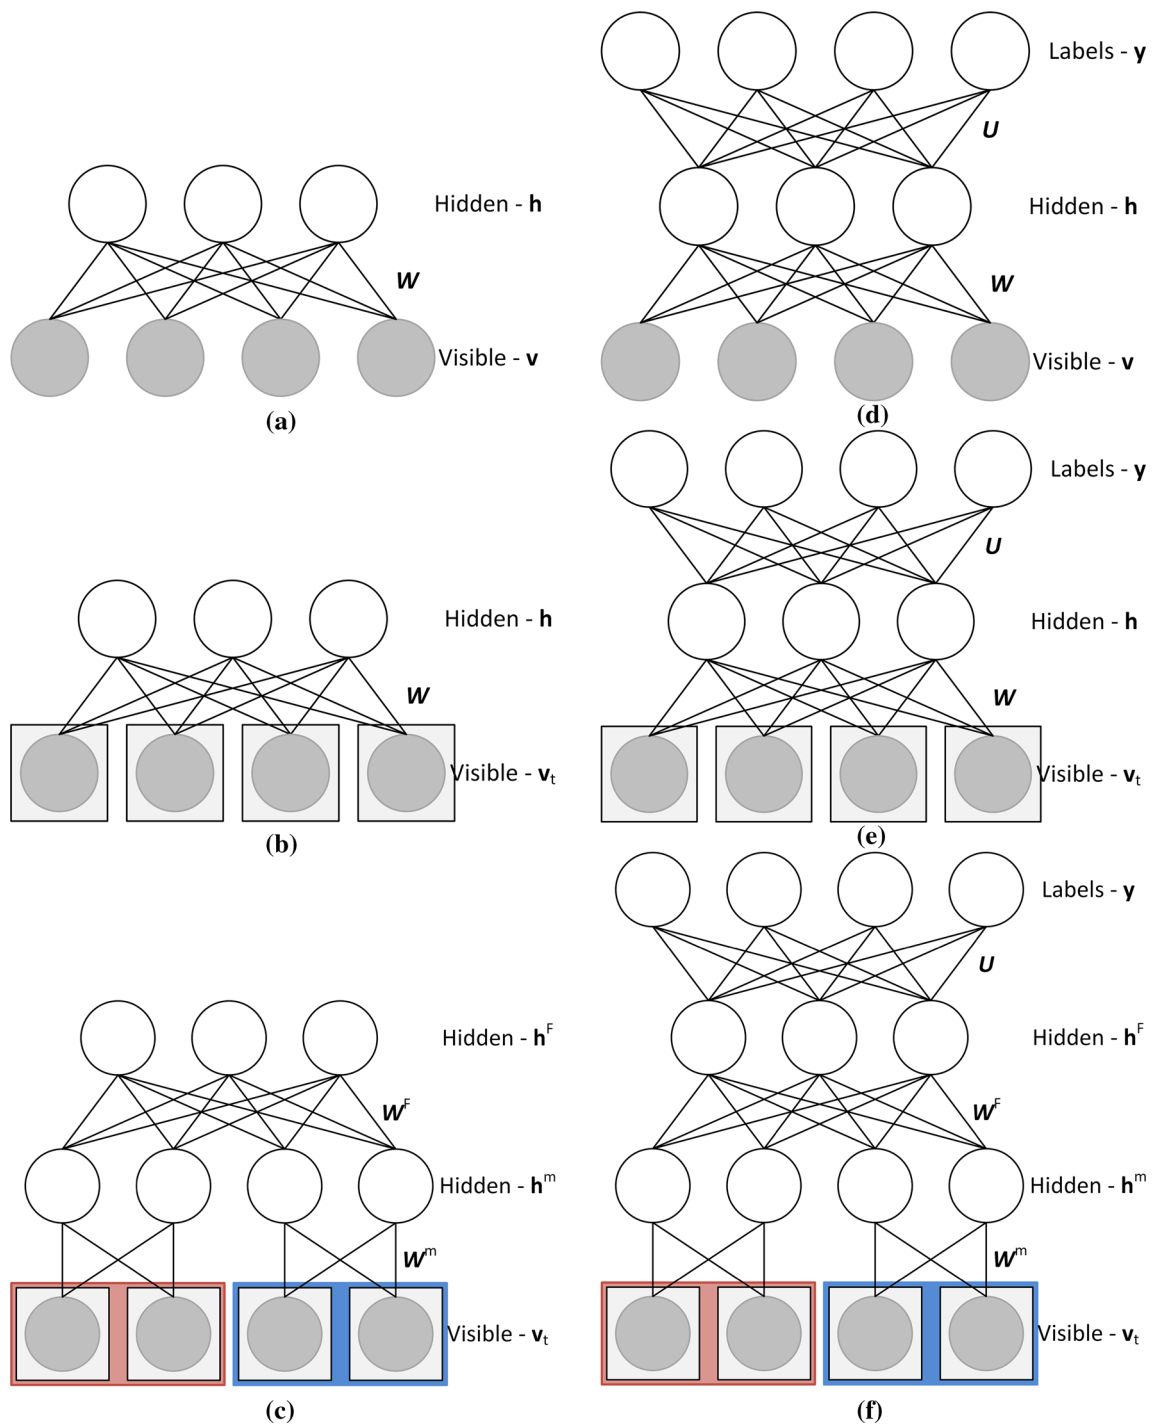 Hidden - h
W
Visible - v
(a)
Hidden - h
W
Visible - vt
(b)
Hidden - hF
WF
Hidden - hm
Wm
Visible - vt
(c)
Labels - y
U
Hidden - h
W
Visible - v
(d)
Labels - y
U
Hidden - h
W
Visible - vt
(e)
Labels - y
U
Hidden - hF
WF
Hidden - hm
Wm
Visible - vt
(f)